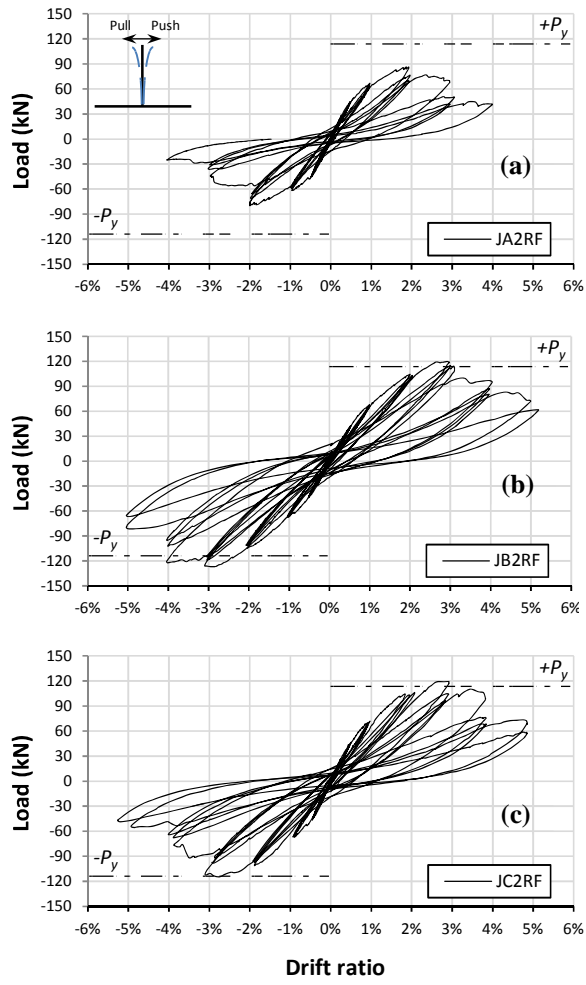 Pull Push
+Py
150
120
90
60
30
0
-30
-60
-90
-120
-150
Load (kN)
(a)
-Py
JA2RF
-6% -5% -4% -3% -2% -1% 0% 1% 2% 3% 4% 5% 6%
+Py
150
120
90
60
30
0
-30
-60
-90
-120
-150
Load (kN)
(b)
-Py
JB2RF
-6% -5% -4% -3% -2% -1% 0% 1% 2% 3% 4% 5% 6%
+Py
150
120
90
60
30
0
-30
-60
-90
-120
-150
Load (kN)
(c)
-Py
JC2RF
-6% -5% -4% -3% -2% -1% 0% 1% 2% 3% 4% 5% 6%
Drift ratio